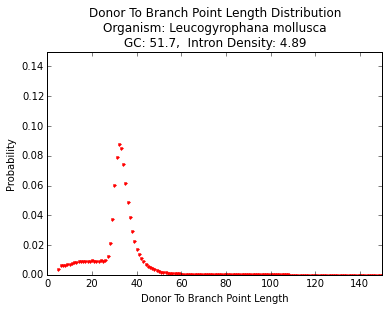 Donor To Branch Point Length Distribution
Organism: Leucogyrophana mollusca
GC: 51.7,  Intron Density: 4.89
0.14
0.12
0.10
0.08
0.06
0.04
0.02
0.00
Probability
0 20 40 60 80 100 120 140
Donor To Branch Point Length